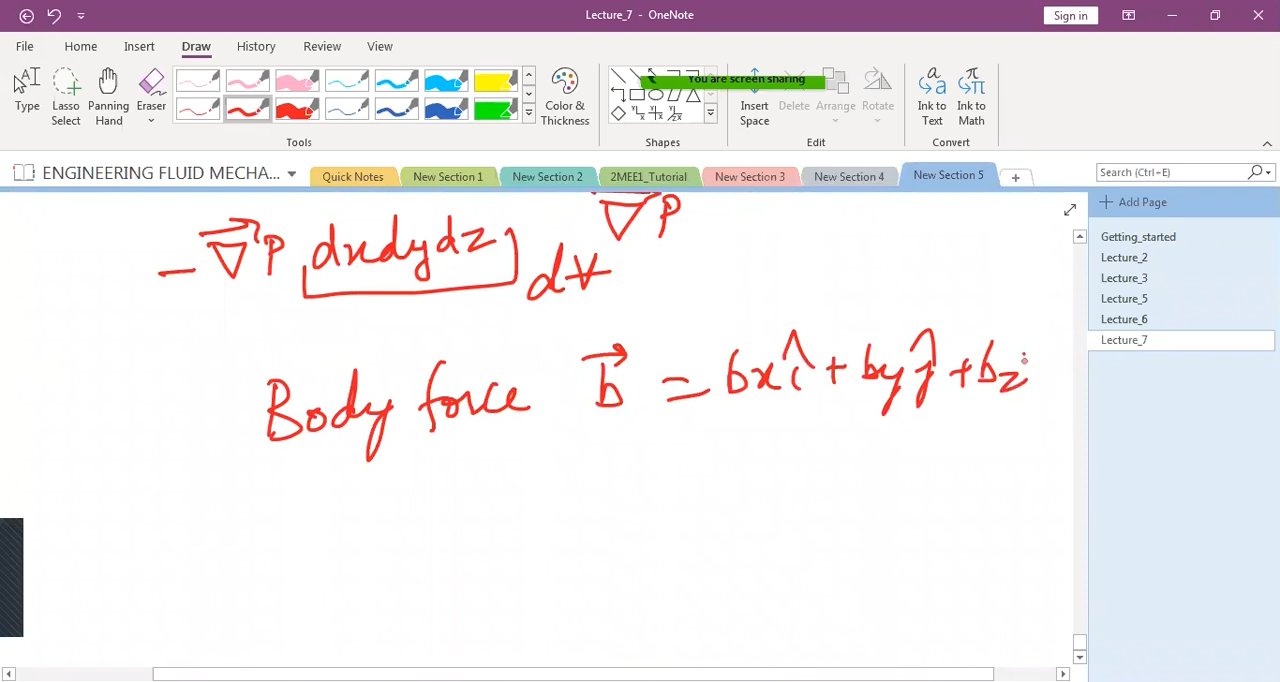 Lecture_7 - OneNote
Sign in
File Home Insert Draw History Review View
You are screen sharing
Type
Lasso Select
Panning Hand
Eraser
Color & Thickness
Insert Space
Delete
Arrange
Rotate
Ink to Text
Ink to Math
Tools
Shapes
Edit
Convert
ENGINEERING FLUID MECHA...
Quick Notes
New Section 1
New Section 2
2MEE1_Tutorial
New Section 3
New Section 4
New Section 5
Search (Ctrl+E)
Add Page
Getting_started
Lecture_2
Lecture_3
Lecture_5
Lecture_6
Lecture_7
∇⃗P
− ∇⃗P dxdydz dV̶
Body force b⃗ = bx î + by ĵ + bz